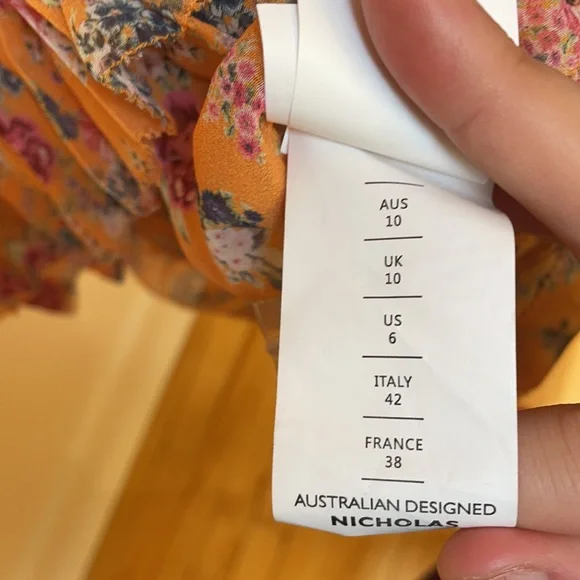 AUS
10
UK
10
US
6
ITALY
42
FRANCE
38
AUSTRALIAN DESIGNED
NICHOLAS